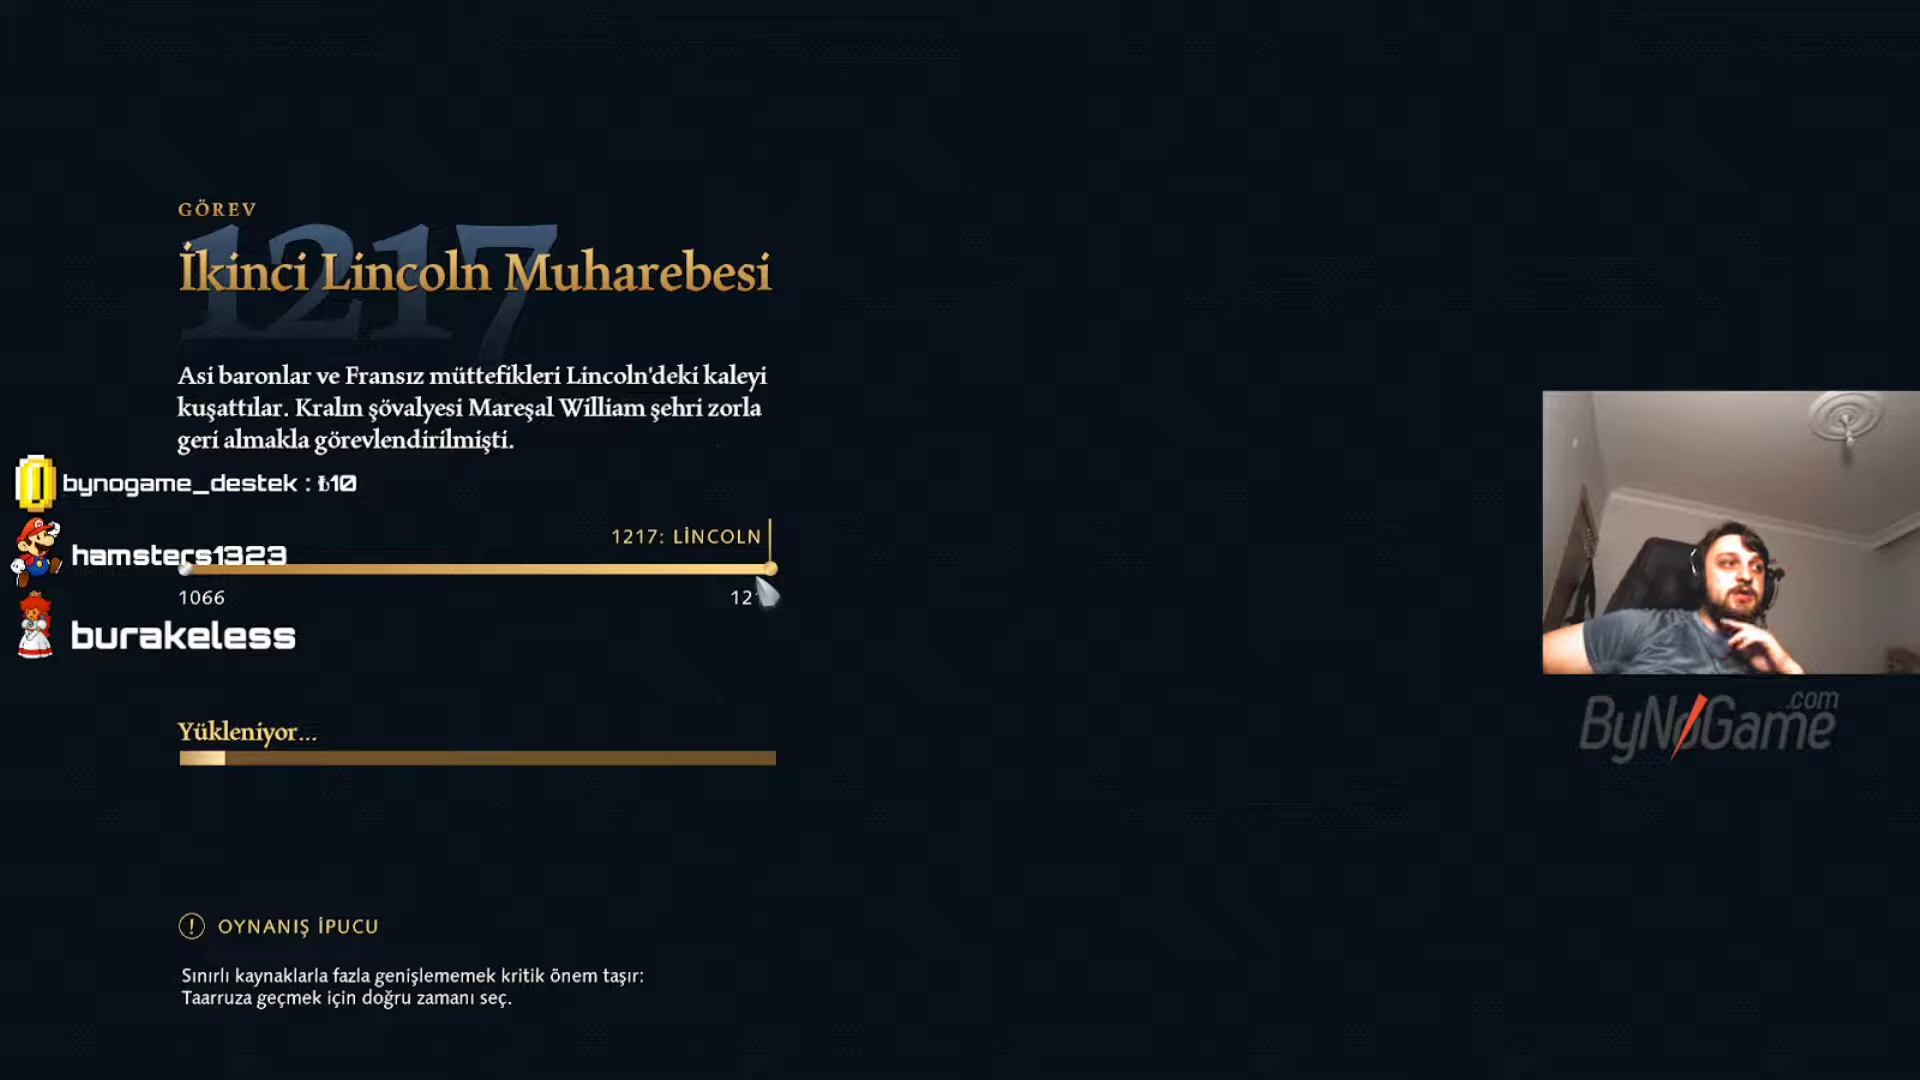 GÖREV
1217
İkinci Lincoln Muharebesi
Asi baronlar ve Fransız müttefikleri Lincoln'deki kaleyi
kuşattılar. Kralın şövalyesi Mareşal William şehri zorla
geri almakla görevlendirilmişti.
bynogame_destek : ₺10
1217: LİNCOLN
hamsters1323
1066
burakeless
ByNoGame.com
Yükleniyor...
OYNANIŞ İPUCU
Sınırlı kaynaklarla fazla genişlememek kritik önem taşır:
Taarruza geçmek için doğru zamanı seç.